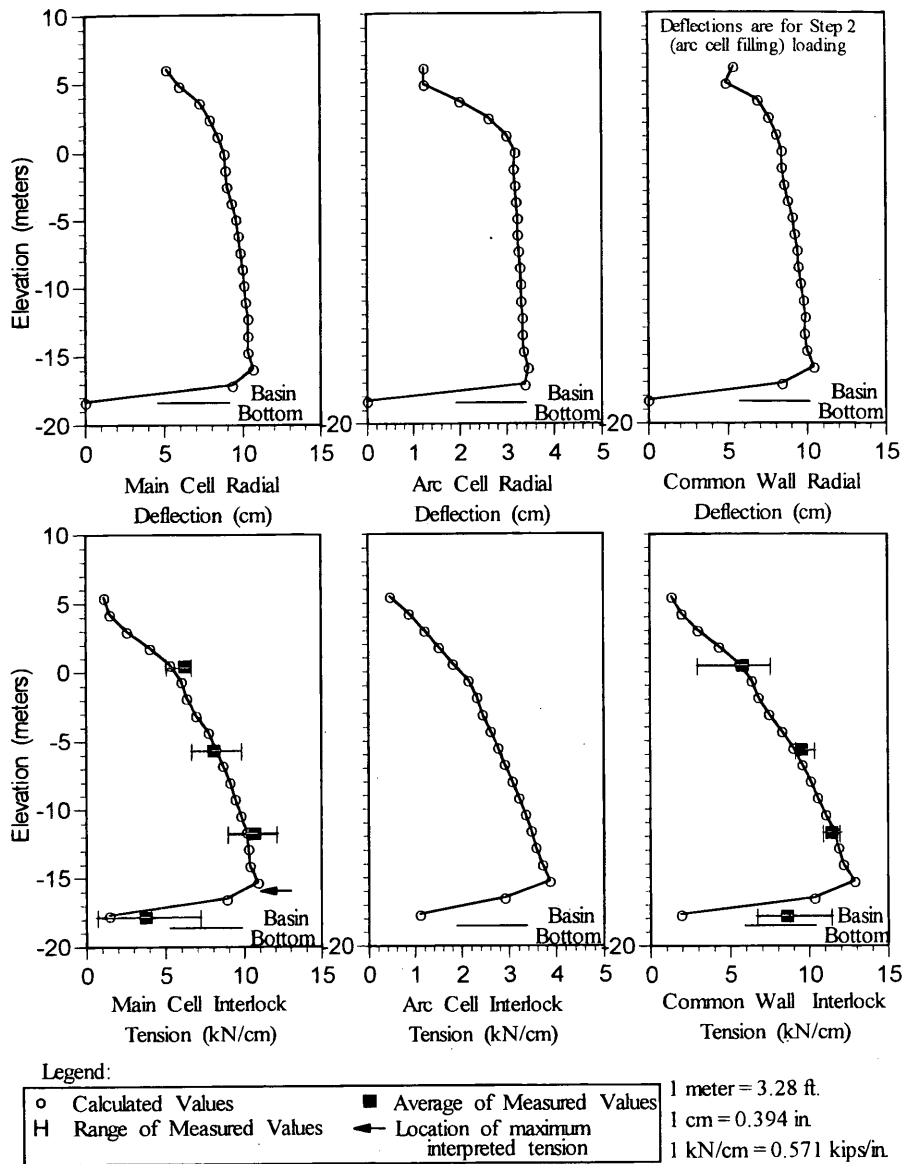 10
5
0
-5
-10
-15
-20
Elevation (meters)
0 5 10 15
Main Cell Radial
Deflection (cm)
Basin
Bottom
-20
0 1 2 3 4 5
Arc Cell Radial
Deflection (cm)
Basin
Bottom
Deflections are for Step 2
(arc cell filling) loading
-20
0 5 10 15
Common Wall Radial
Deflection (cm)
Basin
Bottom
10
5
0
-5
-10
-15
-20
Elevation (meters)
0 5 10 15
Main Cell Interlock
Tension (kN/cm)
Basin
Bottom
-20
0 1 2 3 4 5
Arc Cell Interlock
Tension (kN/cm)
Basin
Bottom
-20
0 5 10 15
Common Wall Interlock
Tension (kN/cm)
Basin
Bottom
Legend:
Calculated Values
Average of Measured Values
Range of Measured Values
Location of maximum
interpreted tension
1 meter = 3.28 ft.
1 cm = 0.394 in.
1 kN/cm = 0.571 kips/in.